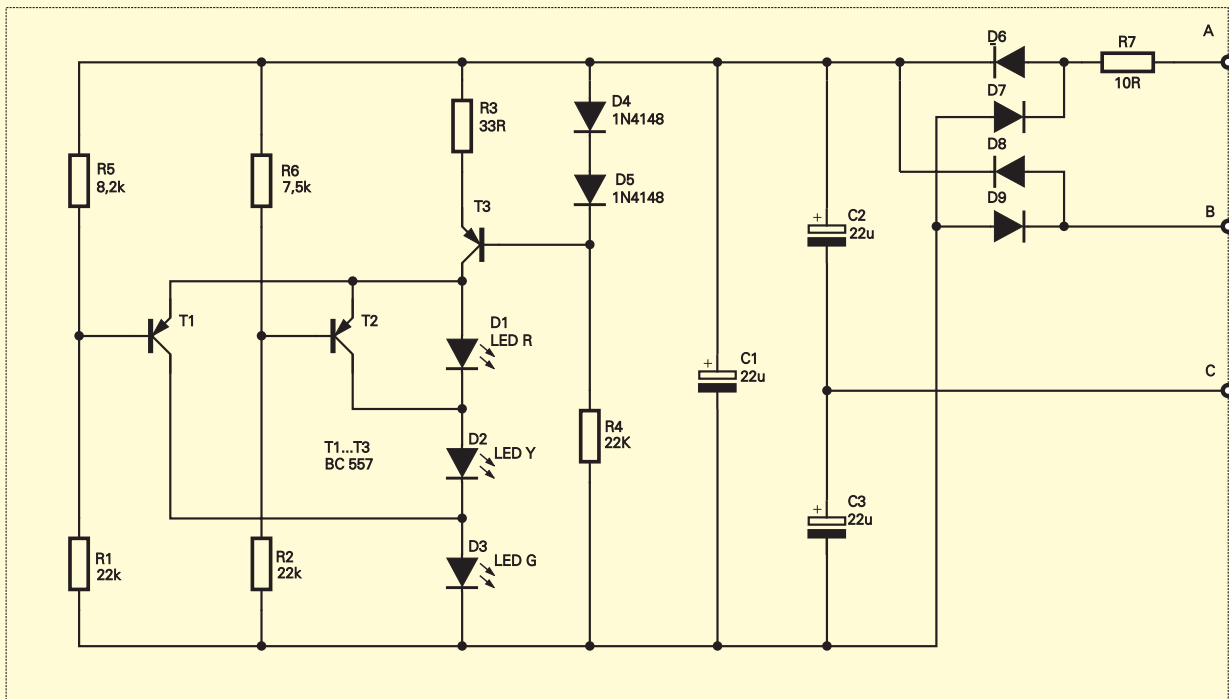 A
D6
R7
10R
D7
D4
1N4148
R3
33R
D8
R5
8,2k
R6
7,5k
D5
1N4148
D9
T3
B
+
C2
22u
T1
T2
D1
LED R
+
C1
22u
C
T1...T3
BC 557
D2
LED Y
R4
22K
+
C3
22u
R1
22k
R2
22k
D3
LED G